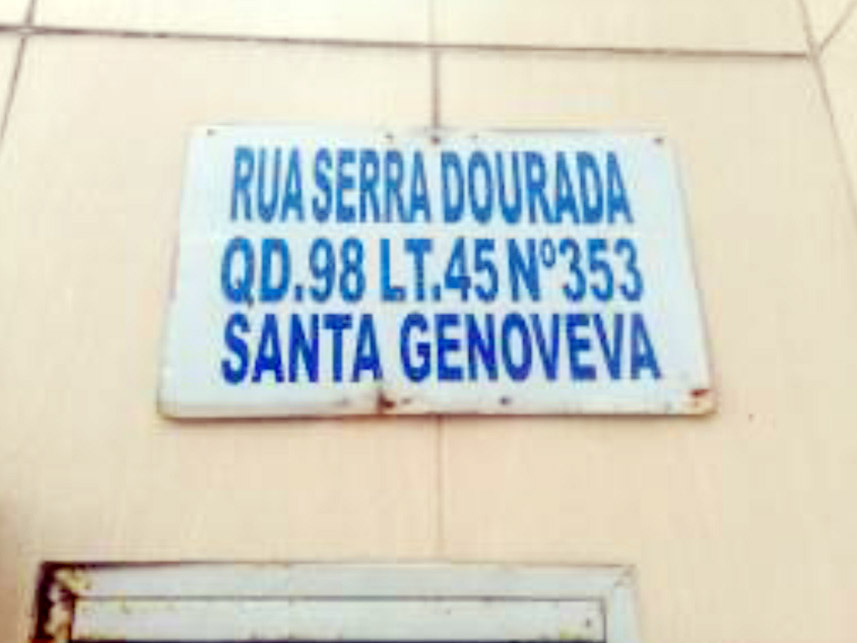 RUA SERRA DOURADA
QD.98 LT.45 Nº353
SANTA GENOVEVA